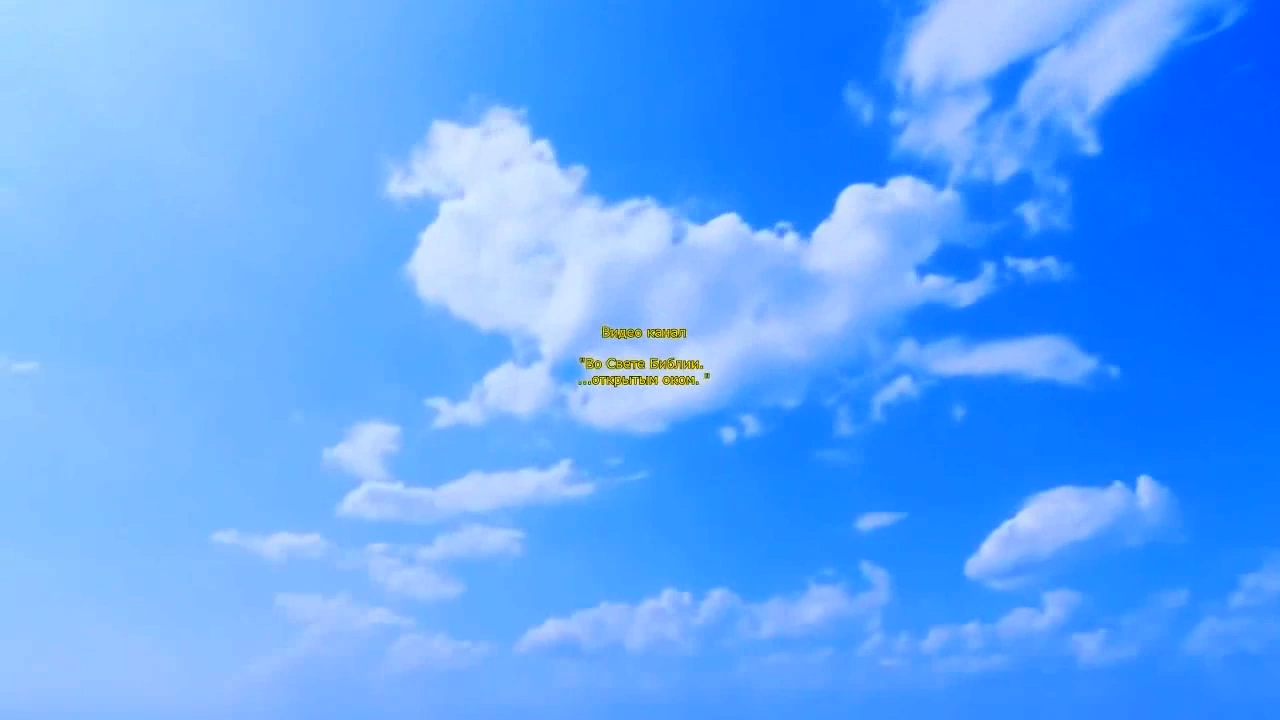 Видео канал
"Во Свете Библии.
...открытым оком. "